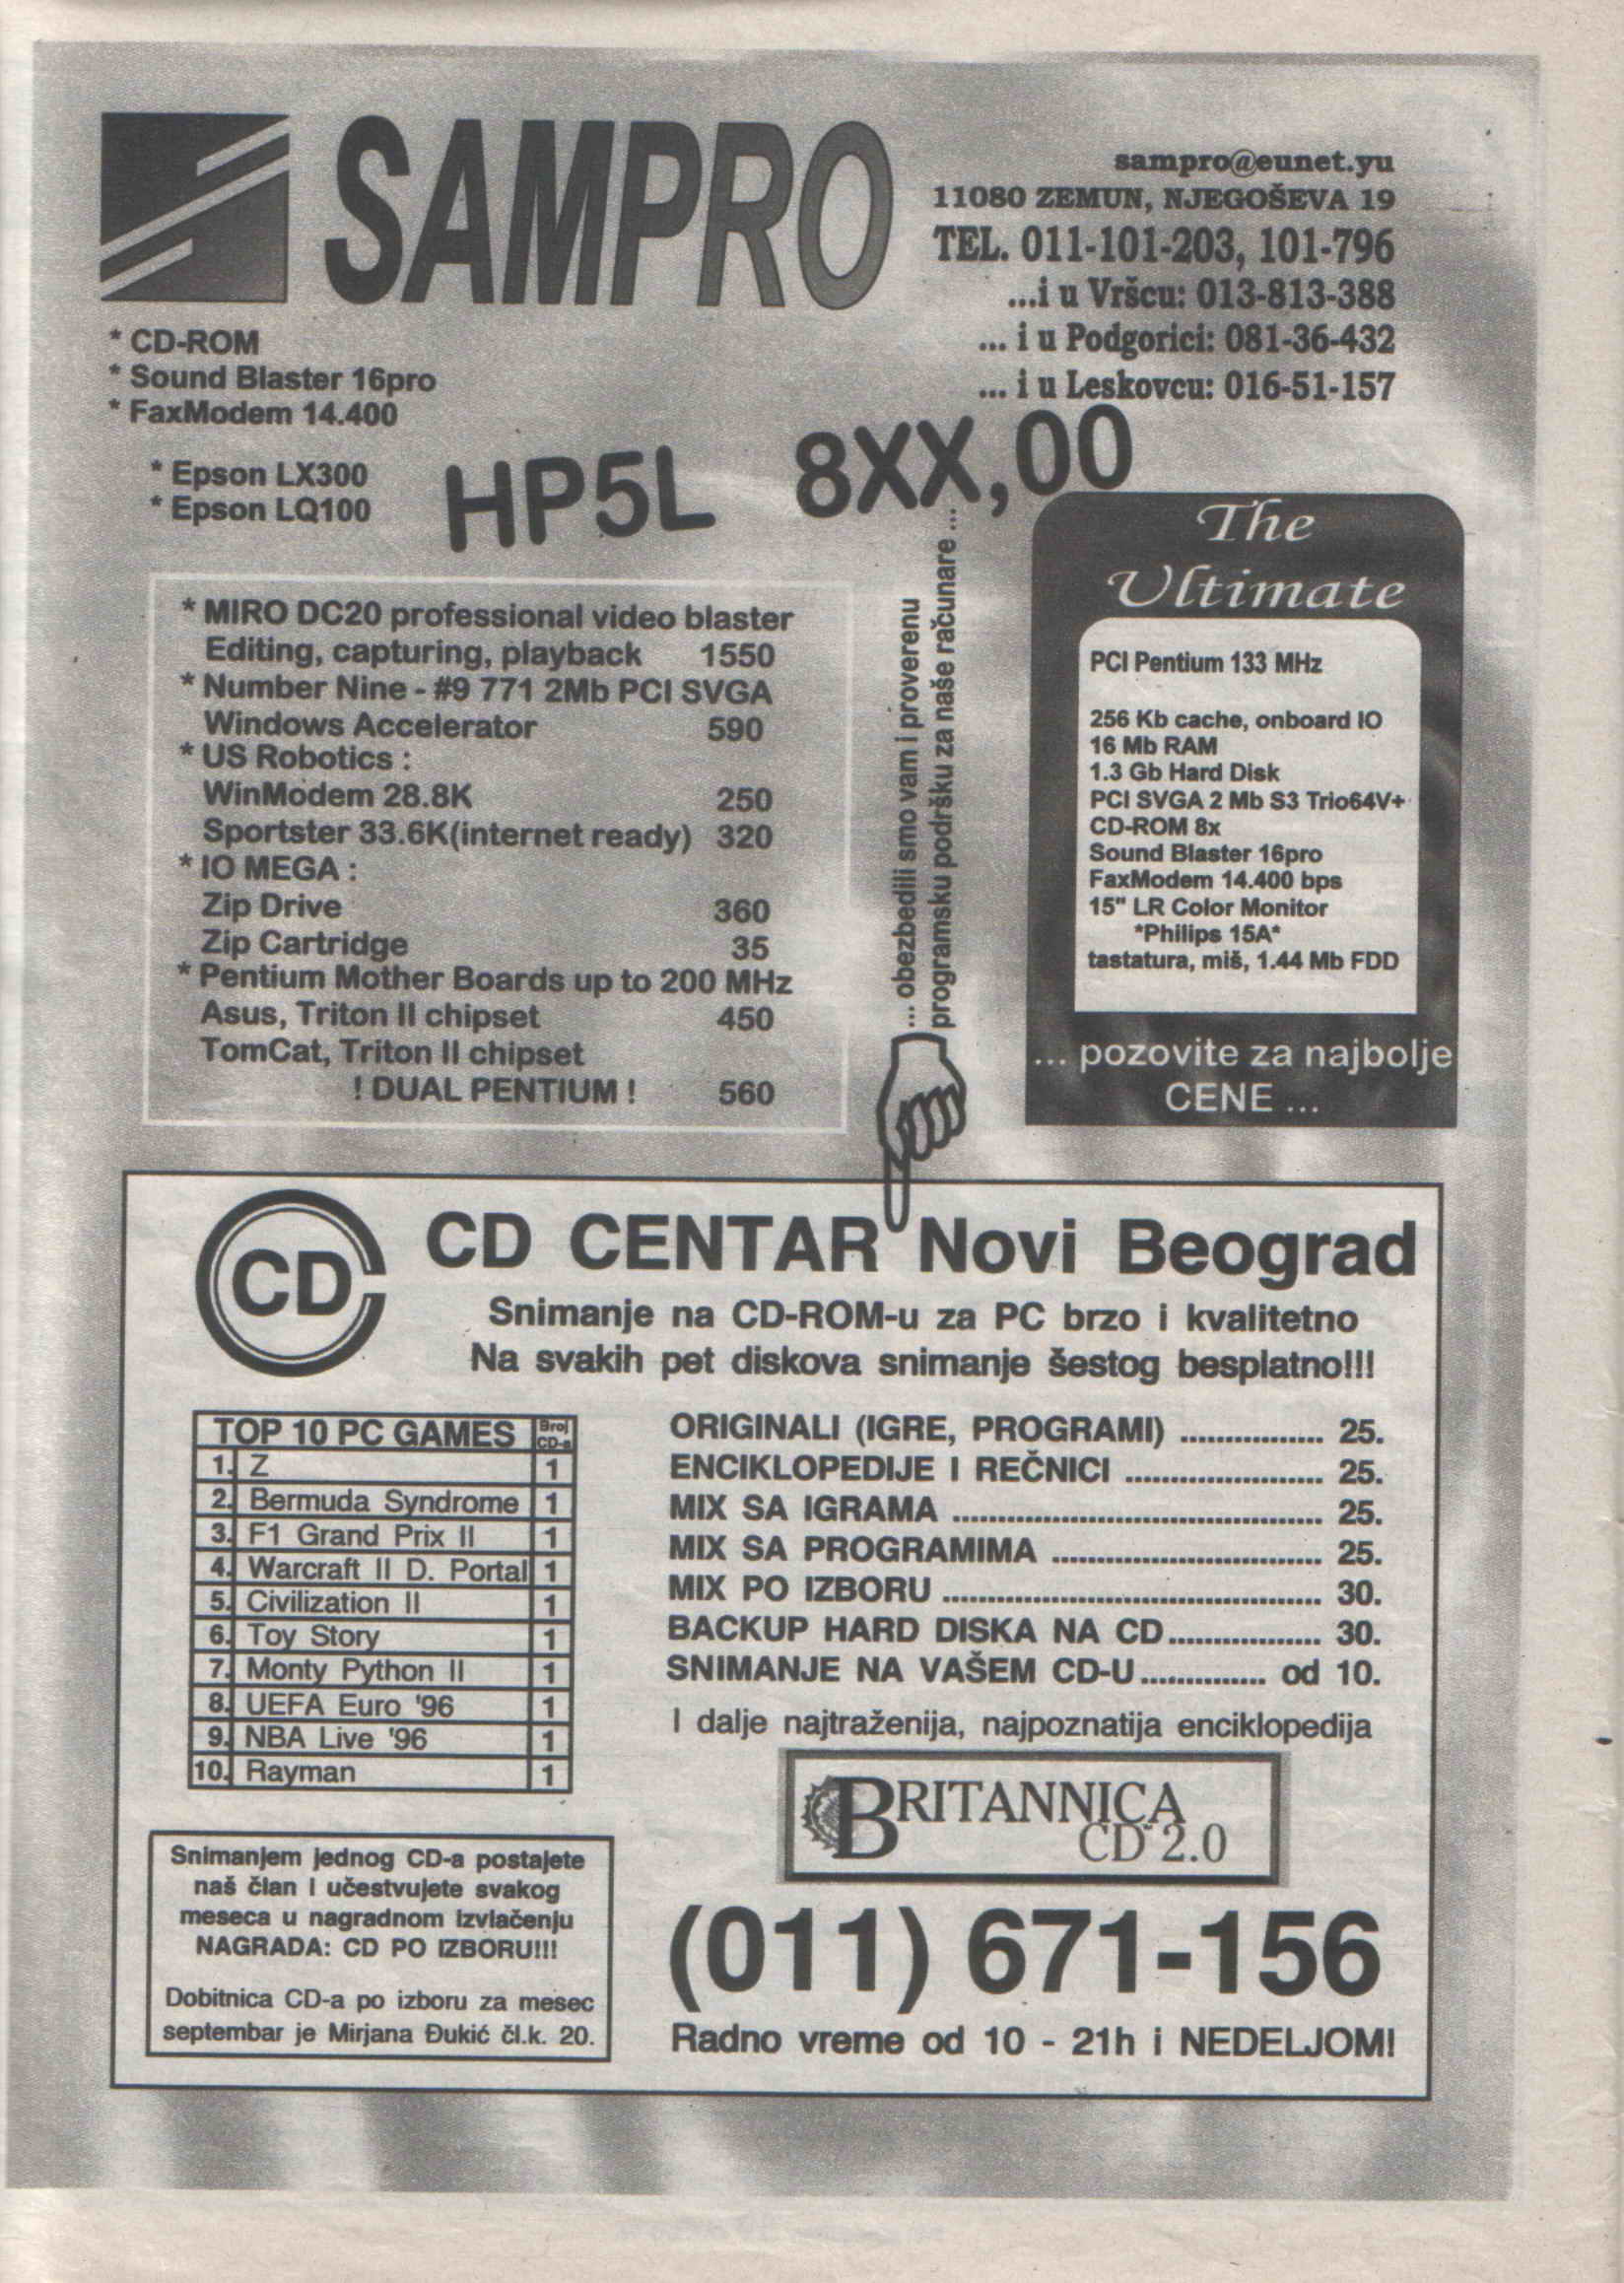 SAMPRO
sampro@eunet.yu
11080 ZEMUN, NJEGOŠEVA 19
TEL. 011-101-203, 101-796
...i u Vršcu: 013-813-388
... i u Podgorici: 081-36-432
... i u Leskovcu: 016-51-157
* CD-ROM
* Sound Blaster 16pro
* FaxModem 14.400
* Epson LX300
* Epson LQ100
HP5L 8XX,00
* MIRO DC20 professional video blaster
Editing, capturing, playback 1550
* Number Nine - #9 771 2Mb PCI SVGA
Windows Accelerator 590
* US Robotics :
WinModem 28.8K 250
Sportster 33.6K(internet ready) 320
* IO MEGA :
Zip Drive 360
Zip Cartridge 35
* Pentium Mother Boards up to 200 MHz
Asus, Triton II chipset 450
TomCat, Triton II chipset
! DUAL PENTIUM ! 560
... obezbedili smo vam i proverenu
programsku podršku za naše računare ...
The
Ultimate
PCI Pentium 133 MHz
256 Kb cache, onboard IO
16 Mb RAM
1.3 Gb Hard Disk
PCI SVGA 2 Mb S3 Trio64V+
CD-ROM 8x
Sound Blaster 16pro
FaxModem 14.400 bps
15" LR Color Monitor
*Philips 15A*
tastatura, miš, 1.44 Mb FDD
... pozovite za najbolje
CENE ...
CD
CD CENTAR Novi Beograd
Snimanje na CD-ROM-u za PC brzo i kvalitetno
Na svakih pet diskova snimanje šestog besplatno!!!
TOP 10 PC GAMES Broj CD-a
1. Z 1
2. Bermuda Syndrome 1
3. F1 Grand Prix II 1
4. Warcraft II D. Portal 1
5. Civilization II 1
6. Toy Story 1
7. Monty Python II 1
8. UEFA Euro '96 1
9. NBA Live '96 1
10. Rayman 1
ORIGINALI (IGRE, PROGRAMI) ................ 25.
ENCIKLOPEDIJE I REČNICI ...................... 25.
MIX SA IGRAMA ......................................... 25.
MIX SA PROGRAMIMA .............................. 25.
MIX PO IZBORU .......................................... 30.
BACKUP HARD DISKA NA CD................. 30.
SNIMANJE NA VAŠEM CD-U.............. od 10.
I dalje najtraženija, najpoznatija enciklopedija
BRITANNICA
CD 2.0
Snimanjem jednog CD-a postajete
naš član i učestvujete svakog
meseca u nagradnom izvlačenju
NAGRADA: CD PO IZBORU!!!
Dobitnica CD-a po izboru za mesec
septembar je Mirjana Đukić čl.k. 20.
(011) 671-156
Radno vreme od 10 - 21h i NEDELJOM!